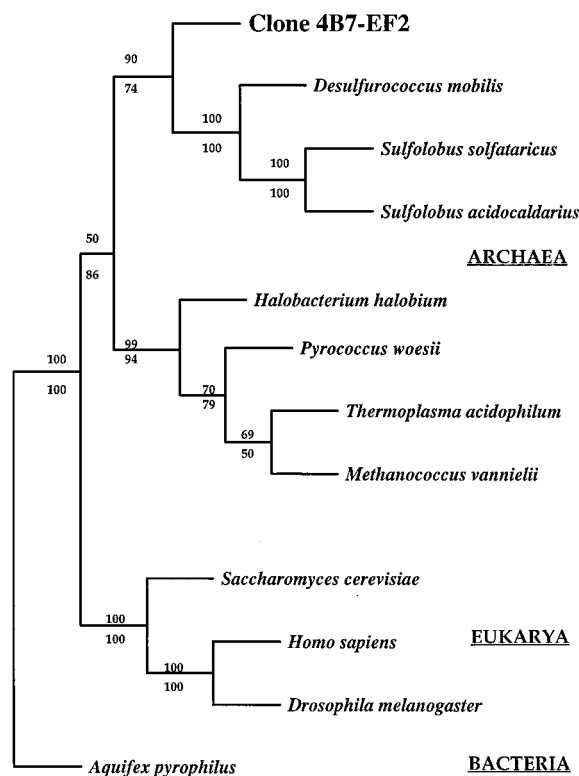 Clone 4B7-EF2
90
74
Desulfurococcus mobilis
100
100
Sulfolobus solfataricus
100
100
Sulfolobus acidocaldarius
50
86
ARCHAEA
Halobacterium halobium
99
94
Pyrococcus woesii
100
100
70
79
Thermoplasma acidophilum
69
50
Methanococcus vannielii
Saccharomyces cerevisiae
100
100
Homo sapiens
EUKARYA
100
100
Drosophila melanogaster
Aquifex pyrophilus
BACTERIA